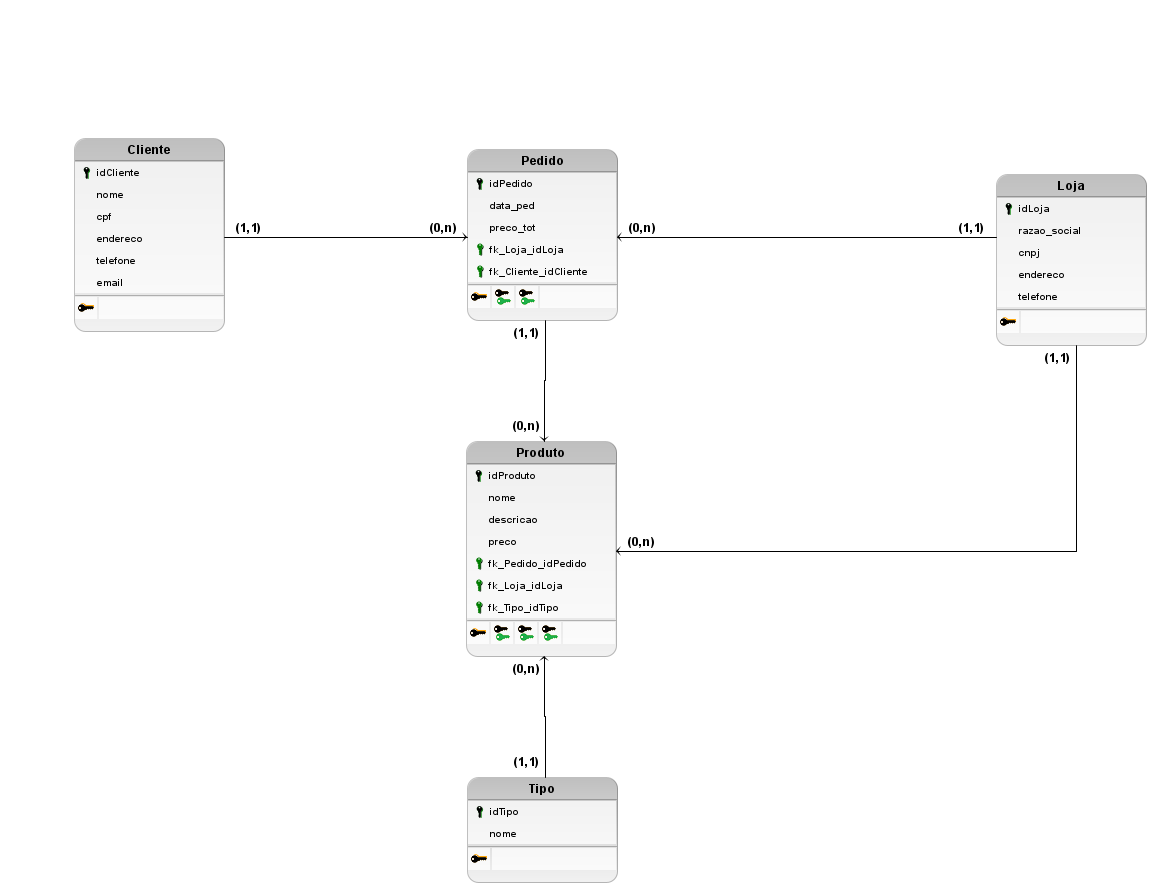 Cliente
idCliente
nome
cpf
endereco
telefone
email
(1,1)
(0,n)
Pedido
idPedido
data_ped
preco_tot
fk_Loja_idLoja
fk_Cliente_idCliente
(0,n)
(1,1)
Loja
idLoja
razao_social
cnpj
endereco
telefone
(1,1)
(1,1)
(0,n)
Produto
idProduto
nome
descricao
preco
fk_Pedido_idPedido
fk_Loja_idLoja
fk_Tipo_idTipo
(0,n)
(0,n)
(1,1)
Tipo
idTipo
nome